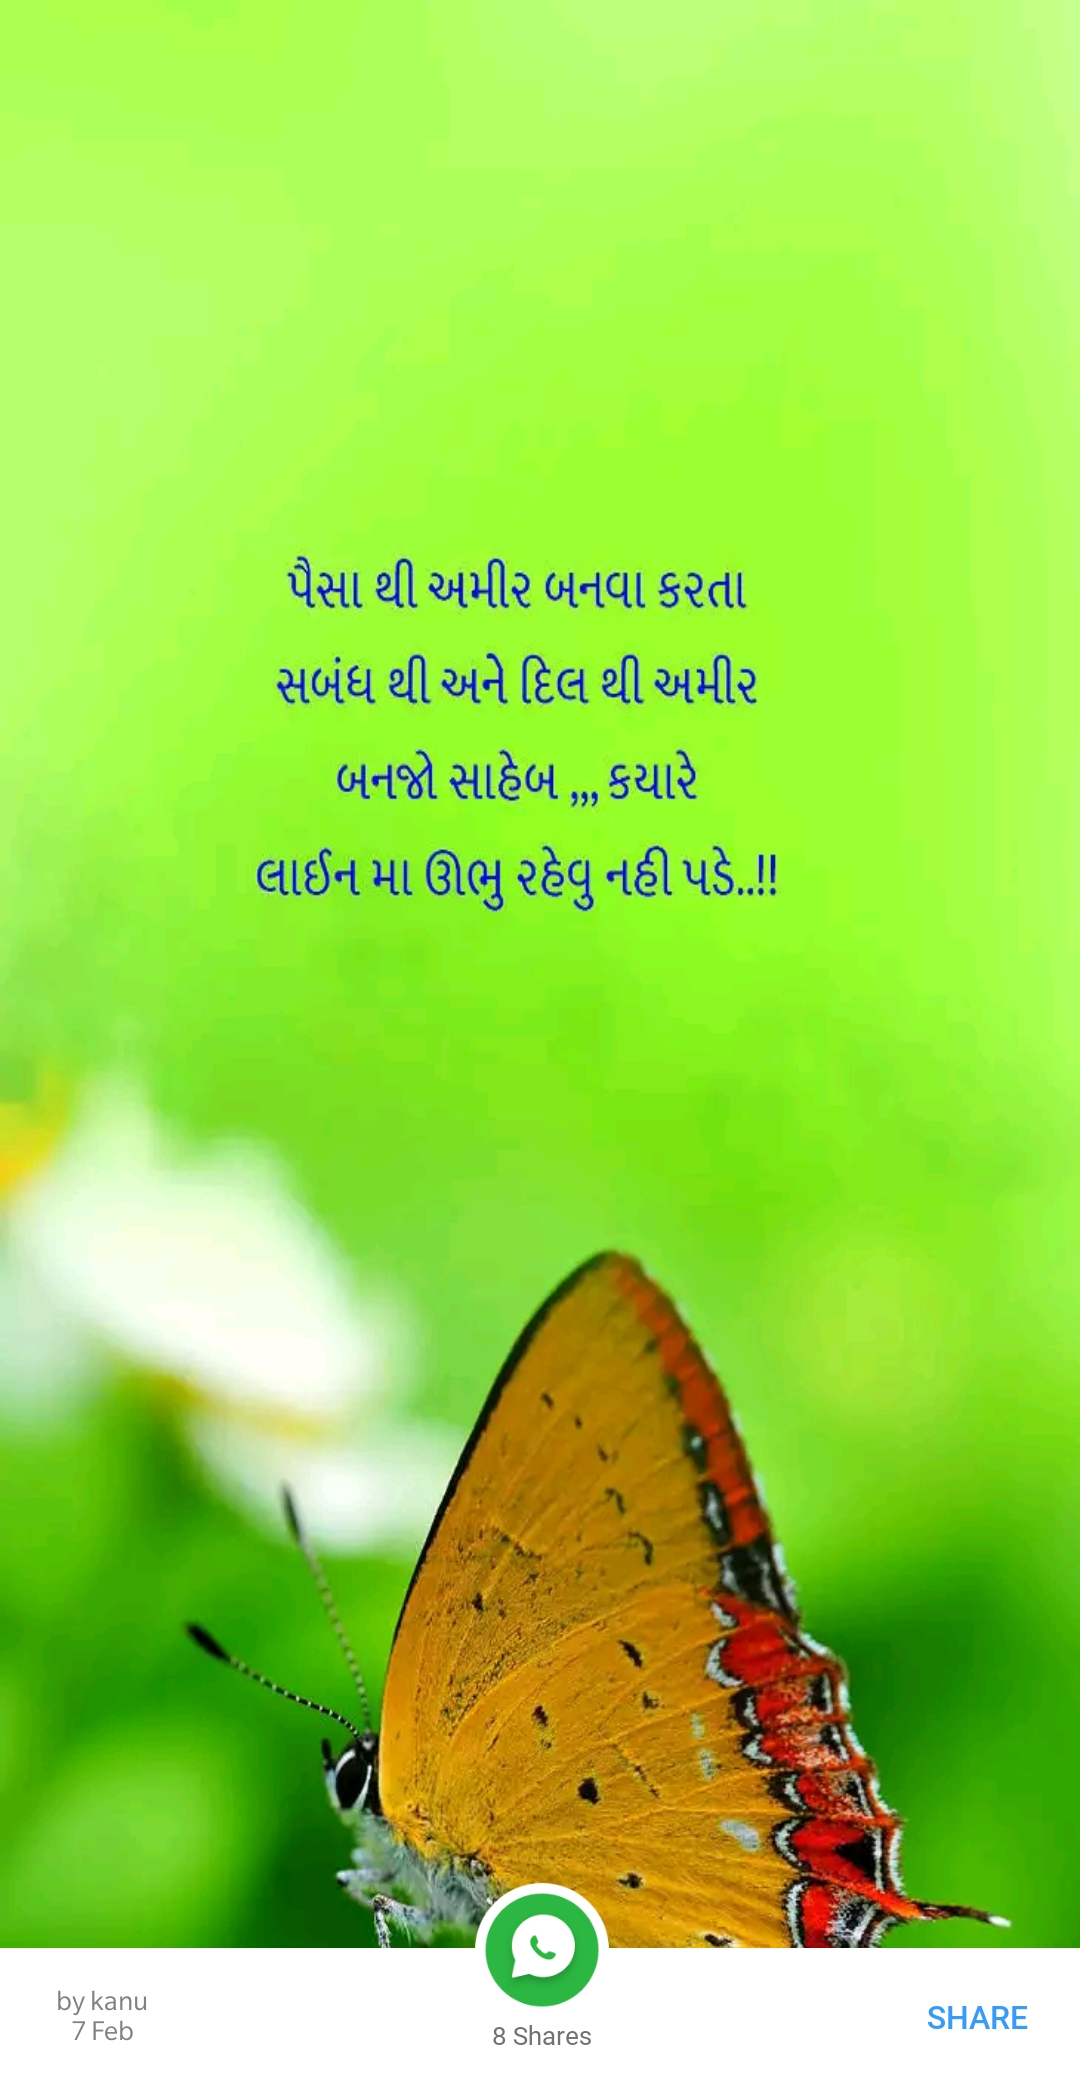 પૈસા થી અમીર બનવા કરતા
સબંધ થી અને દિલ થી અમીર
બનજો સાહેબ ,,, કયારે
લાઈન મા ઊભુ રહેવુ નહી પડે..!!
by kanu
7 Feb
8 Shares
SHARE